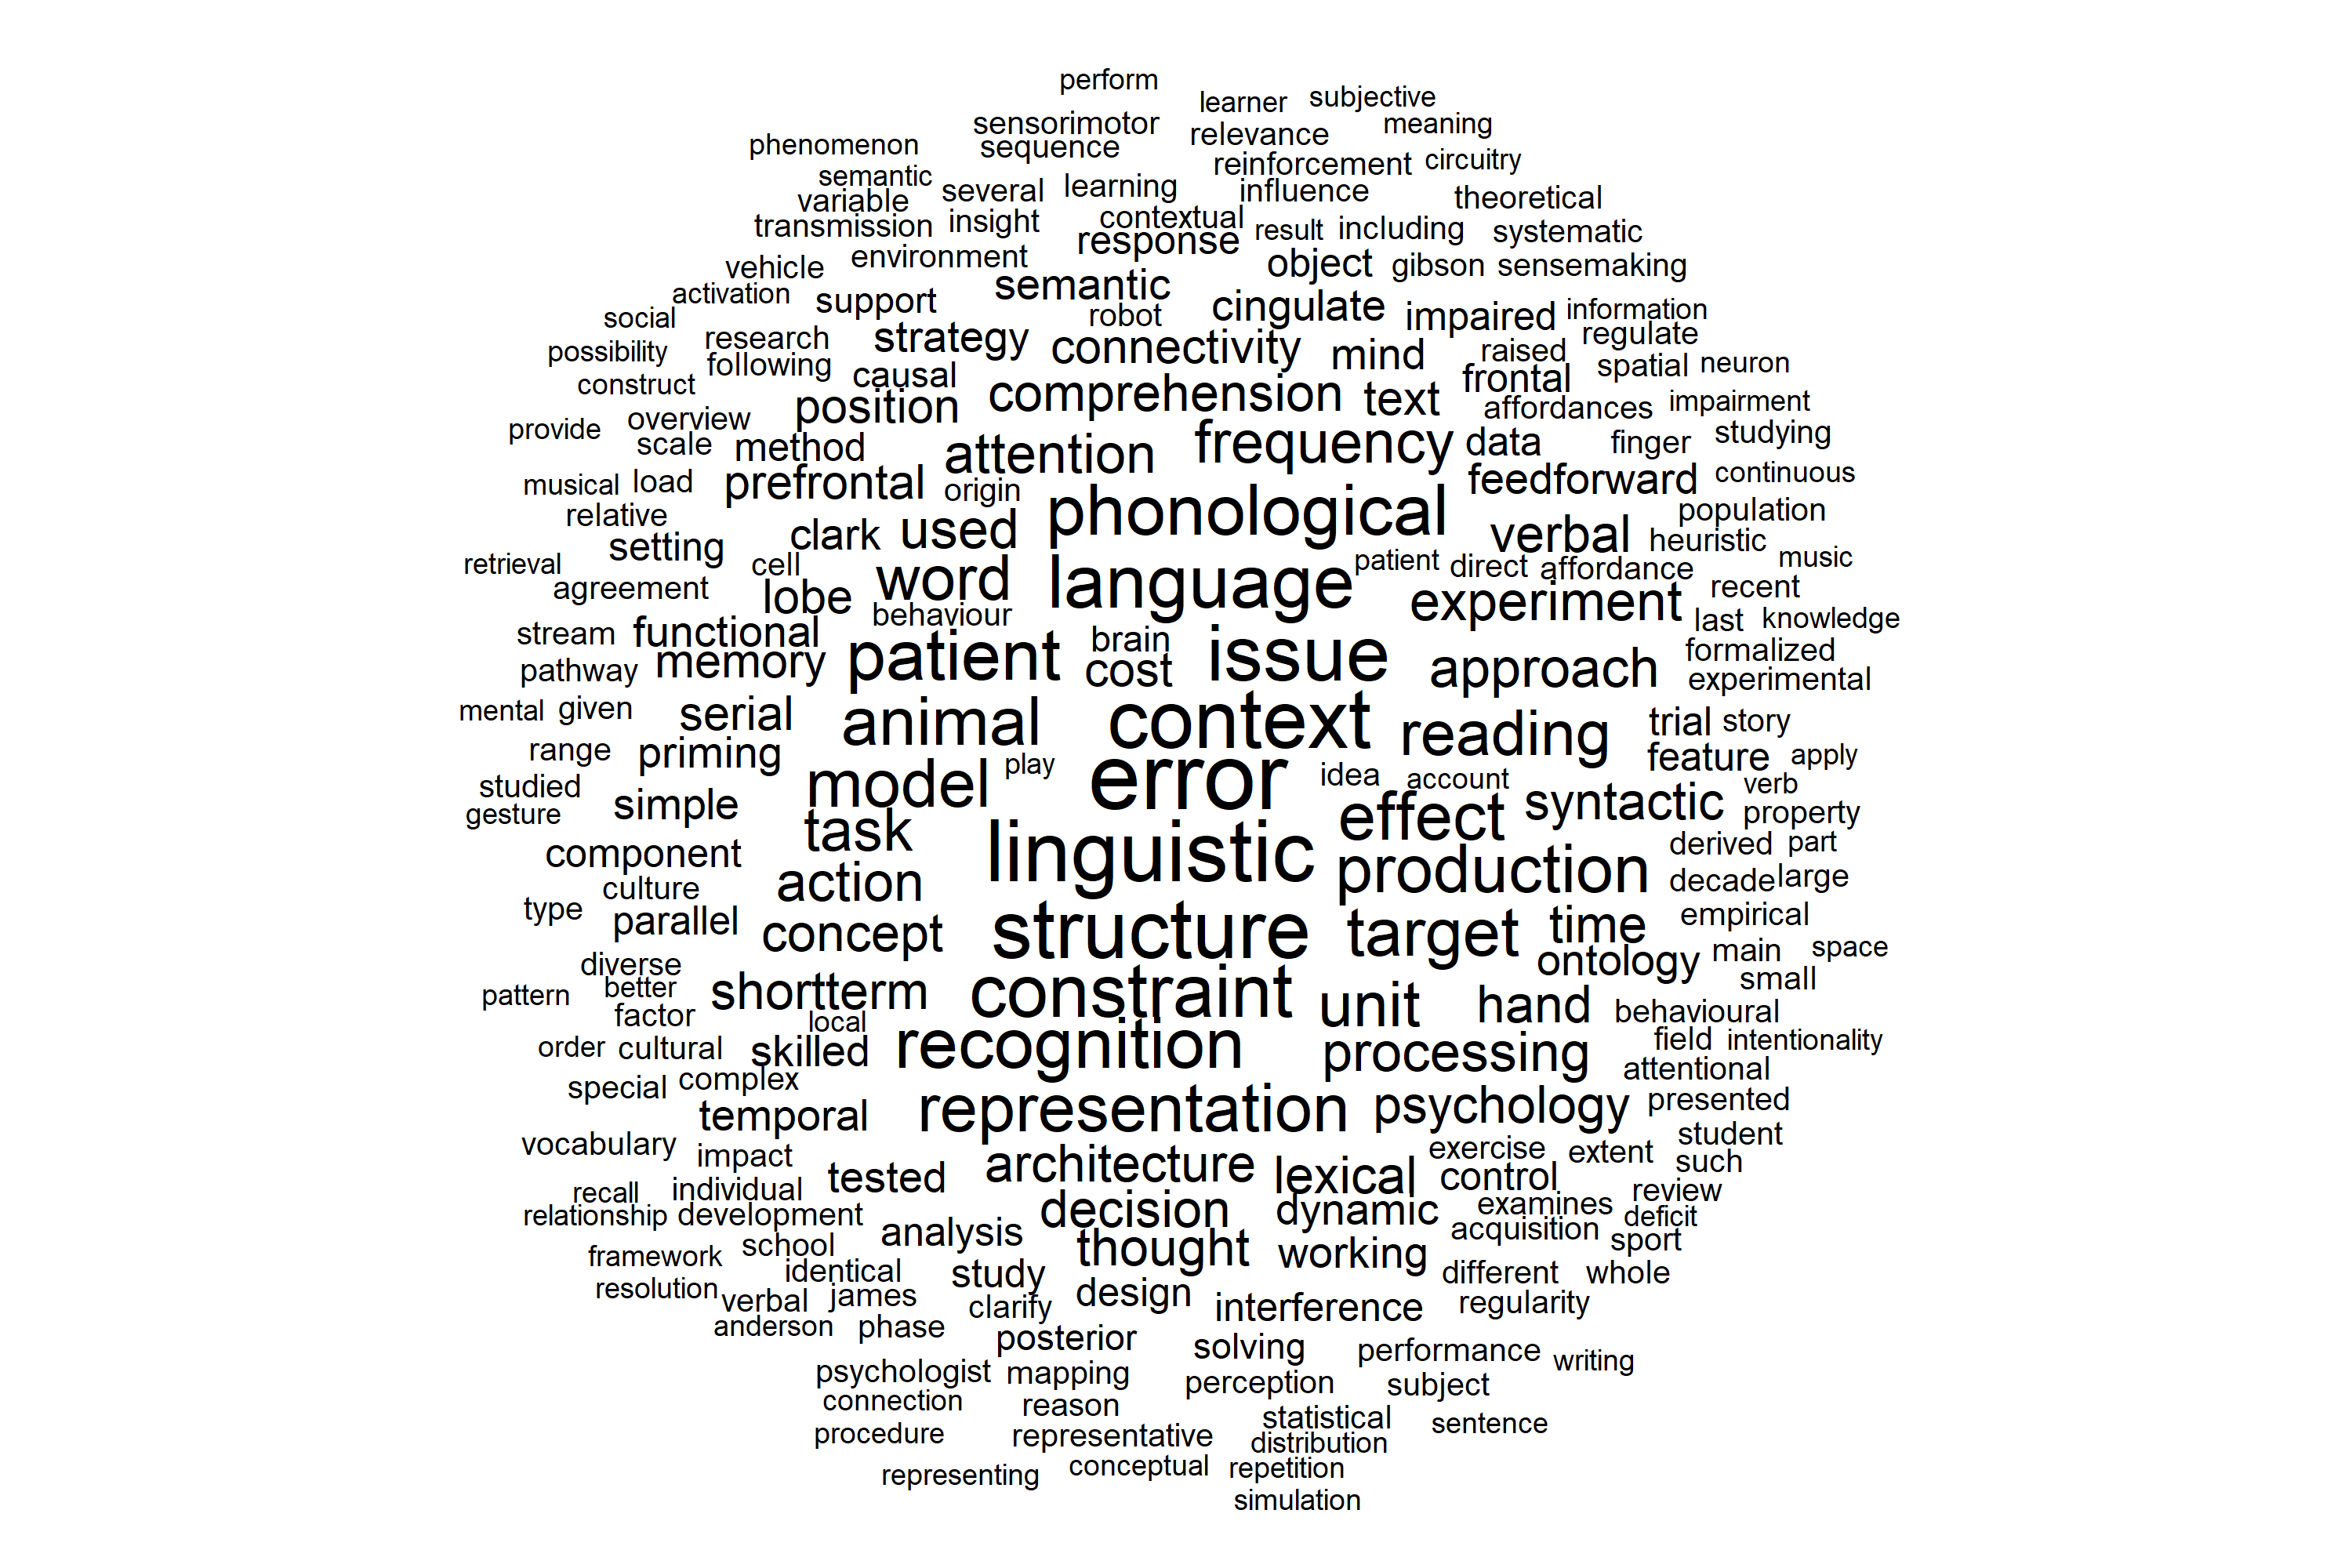 perform
learner subjective
sensorimotor relevance meaning
phenomenon sequence reinforcement circuitry
semantic several learning influence theoretical
variable
transmission insight contextual result including systematic
response
vehicle environment object gibson sensemaking
activation support semantic cingulate impaired information
social research strategy robot regulate
possibility following connectivity mind raised spatial neuron
construct causal comprehension text frontal
provide overview position affordances impairment
scale method attention frequency data finger studying
musical load prefrontal origin feedforward continuous
relative clark used phonological verbal population
setting heuristic
retrieval cell patient direct affordance music
agreement lobe word language experiment recent
behaviour last knowledge
stream functional brain formalized
pathway memory patient cost issue approach experimental
mental given serial animal context reading trial story
range priming play feature apply
studied model error idea account verb
gesture simple effect syntactic property
component task linguistic production derived part
culture action decade large
type parallel concept structure target time empirical
diverse ontology main space
pattern better shortterm constraint unit hand small
factor local behavioural
order cultural skilled recognition processing field intentionality
special complex attentional
temporal representation psychology presented
vocabulary impact architecture exercise extent student
recall individual tested lexical control such
relationship development decision dynamic examines review
analysis acquisition deficit
framework school thought working sport
resolution identical study different whole
verbal james clarify design interference regularity
anderson phase posterior
solving performance writing
psychologist mapping perception subject
connection reason statistical sentence
procedure representative distribution
representing conceptual repetition
simulation